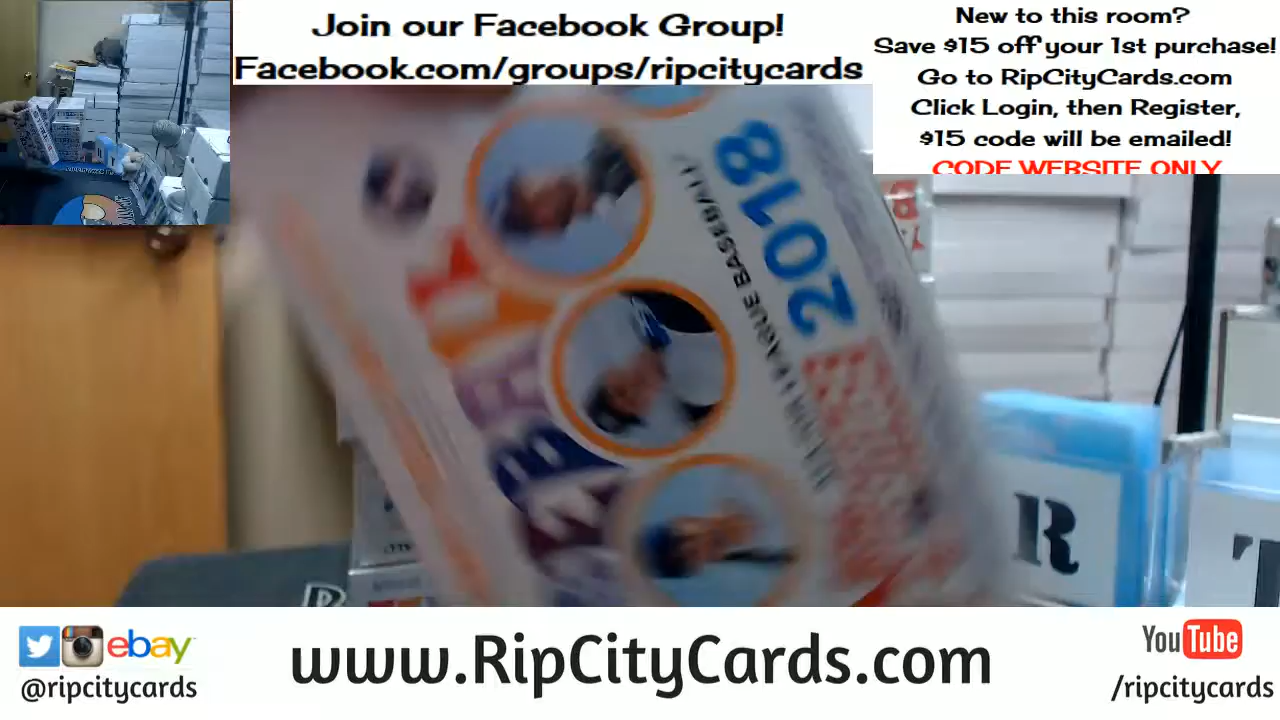 Join our Facebook Group!
Facebook.com/groups/ripcitycards
New to this room?
Save $15 off your 1st purchase!
Go to RipCityCards.com
Click Login, then Register,
$15 code will be emailed!
CODE WEBSITE ONLY
2018
LEAGUE BASEBALL
R
ebay
@ripcitycards
www.RipCityCards.com
YouTube
/ripcitycards